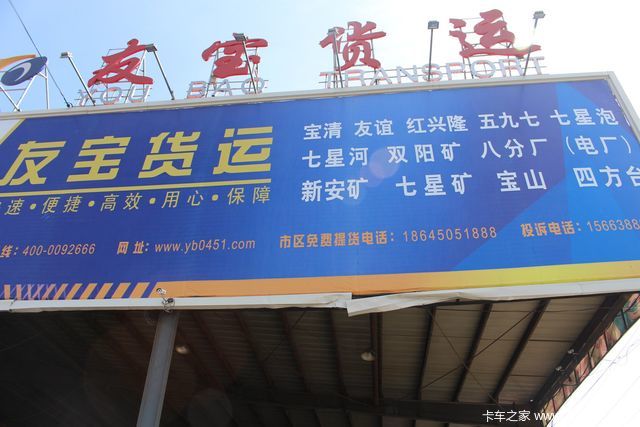 友宝货运
YOU BAO TRANSPORT
友宝货运
速·便捷·高效·用心·保障
宝清 友谊 红兴隆 五九七 七星泡
七星河 双阳矿 八分厂（电厂）
新安矿 七星矿 宝山 四方台
线：400-0092666 网址：www.yb0451.com 市区免费提货电话：18645051888 投诉电话：1566388
卡车之家 www